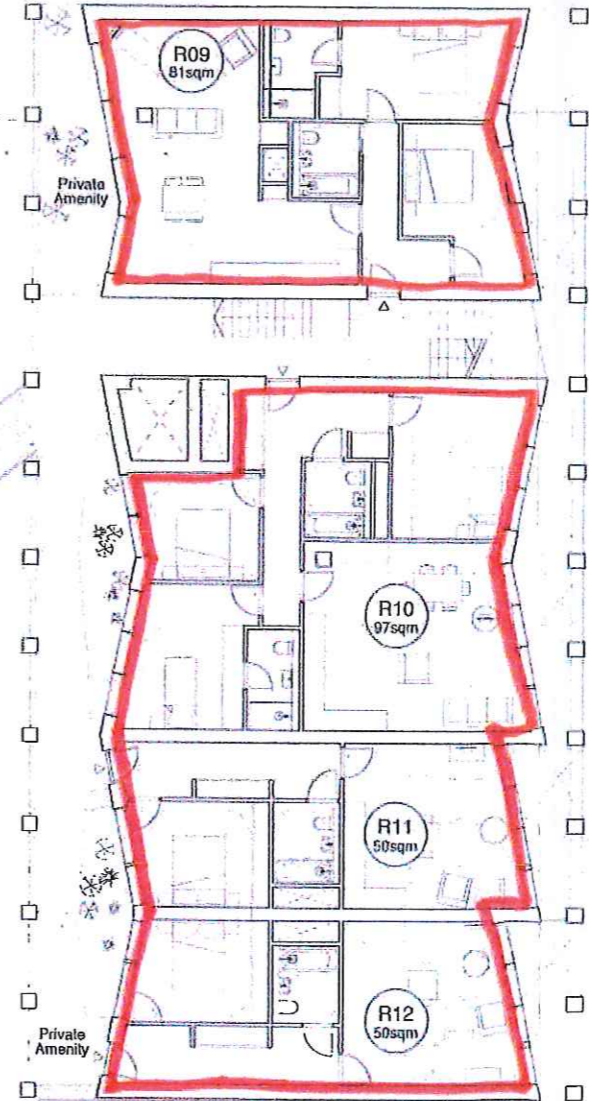 R09
81sqm
Private
Amenity
R10
97sqm
R11
50sqm
R12
50sqm
Private
Amenity